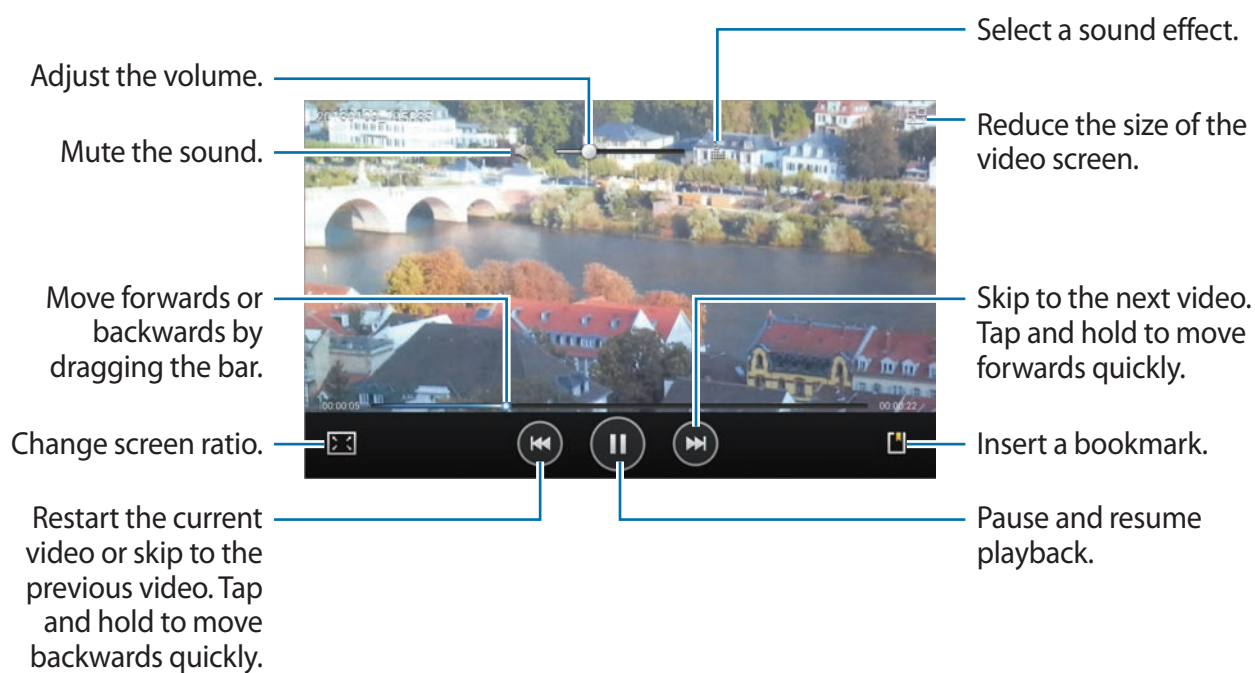 Select a sound effect.
Adjust the volume.
Mute the sound.
Reduce the size of the
video screen.
Move forwards or
backwards by
dragging the bar.
Skip to the next video.
Tap and hold to move
forwards quickly.
00:00:05
00:00:22
Change screen ratio.
Insert a bookmark.
Restart the current
video or skip to the
previous video. Tap
and hold to move
backwards quickly.
Pause and resume
playback.